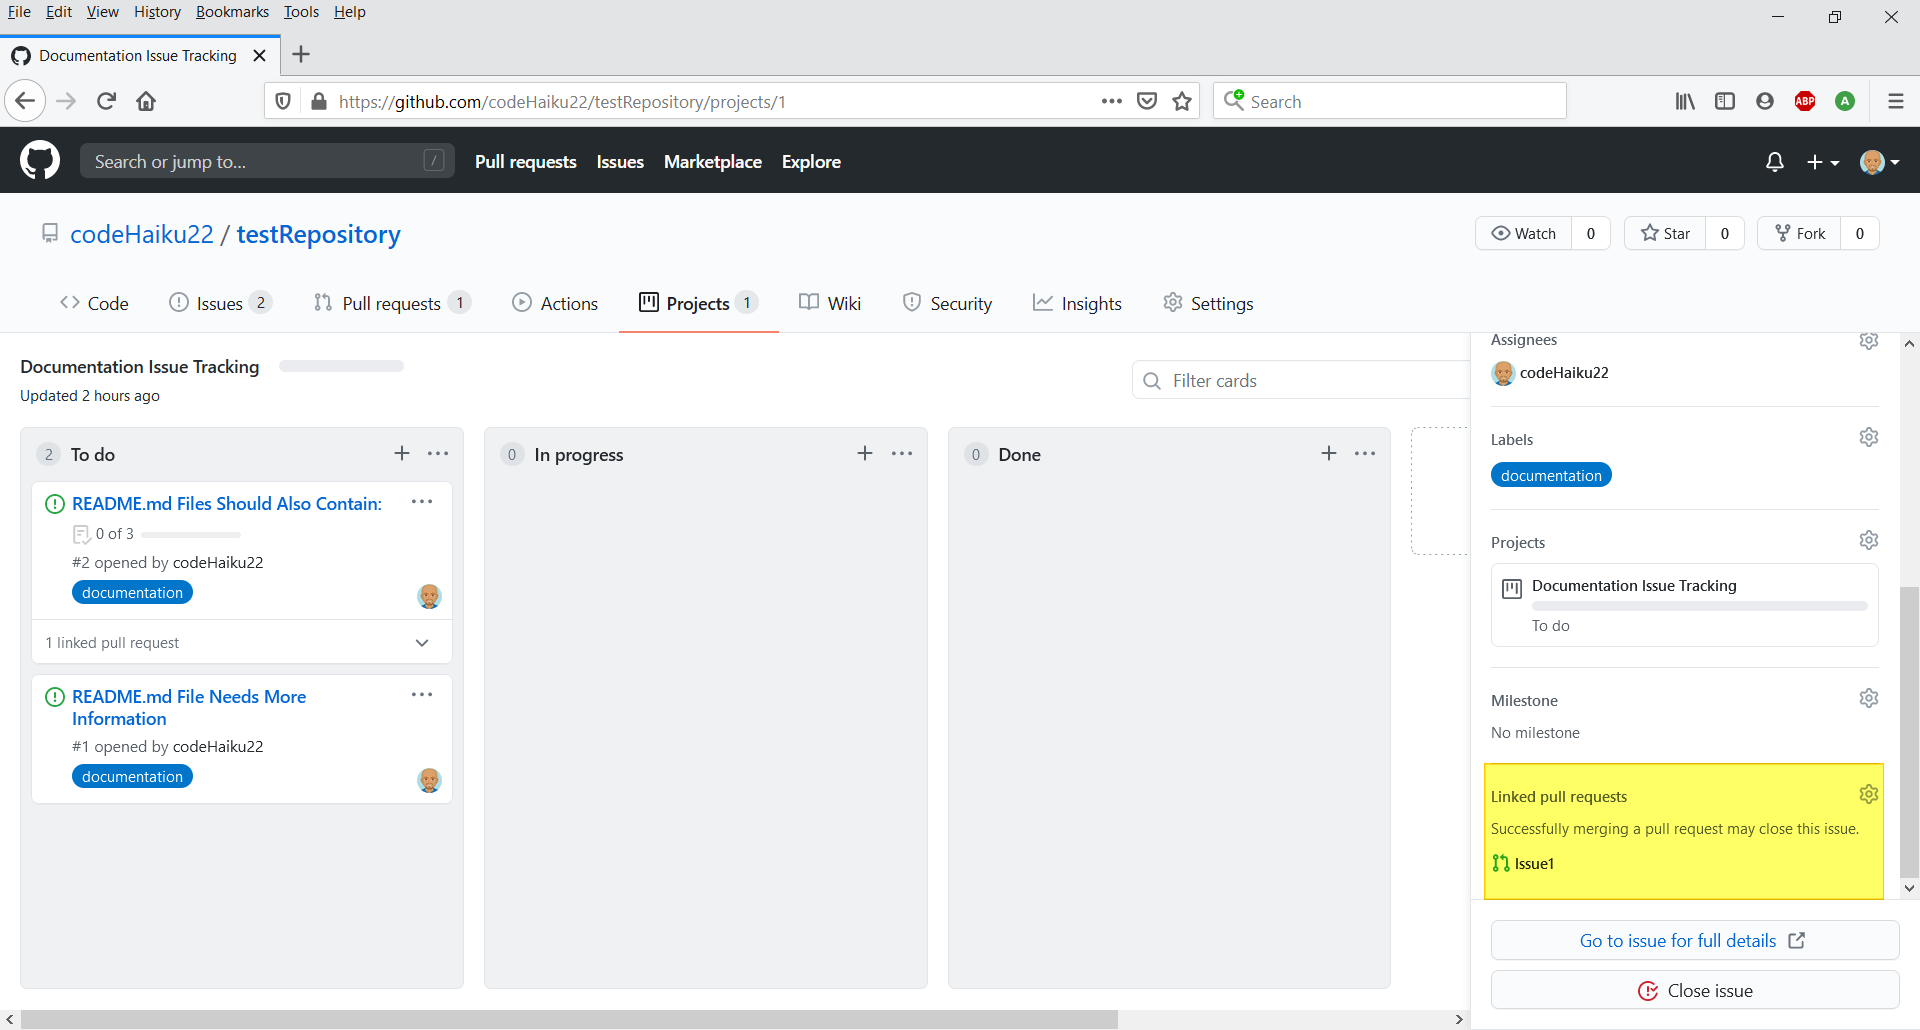 File Edit View History Bookmarks Tools Help
Documentation Issue Tracking
https://github.com/codeHaiku22/testRepository/projects/1
Search
ABP
A
Search or jump to... /
Pull requests Issues Marketplace Explore
codeHaiku22 / testRepository
Watch 0 Star 0 Fork 0
Code Issues 2 Pull requests 1 Actions Projects 1 Wiki Security Insights Settings
Documentation Issue Tracking
Updated 2 hours ago
Filter cards
2 To do
README.md Files Should Also Contain:
0 of 3
#2 opened by codeHaiku22
documentation
1 linked pull request
README.md File Needs More
Information
#1 opened by codeHaiku22
documentation
0 In progress
0 Done
Assignees
codeHaiku22
Labels
documentation
Projects
Documentation Issue Tracking
To do
Milestone
No milestone
Linked pull requests
Successfully merging a pull request may close this issue.
Issue1
Go to issue for full details
Close issue